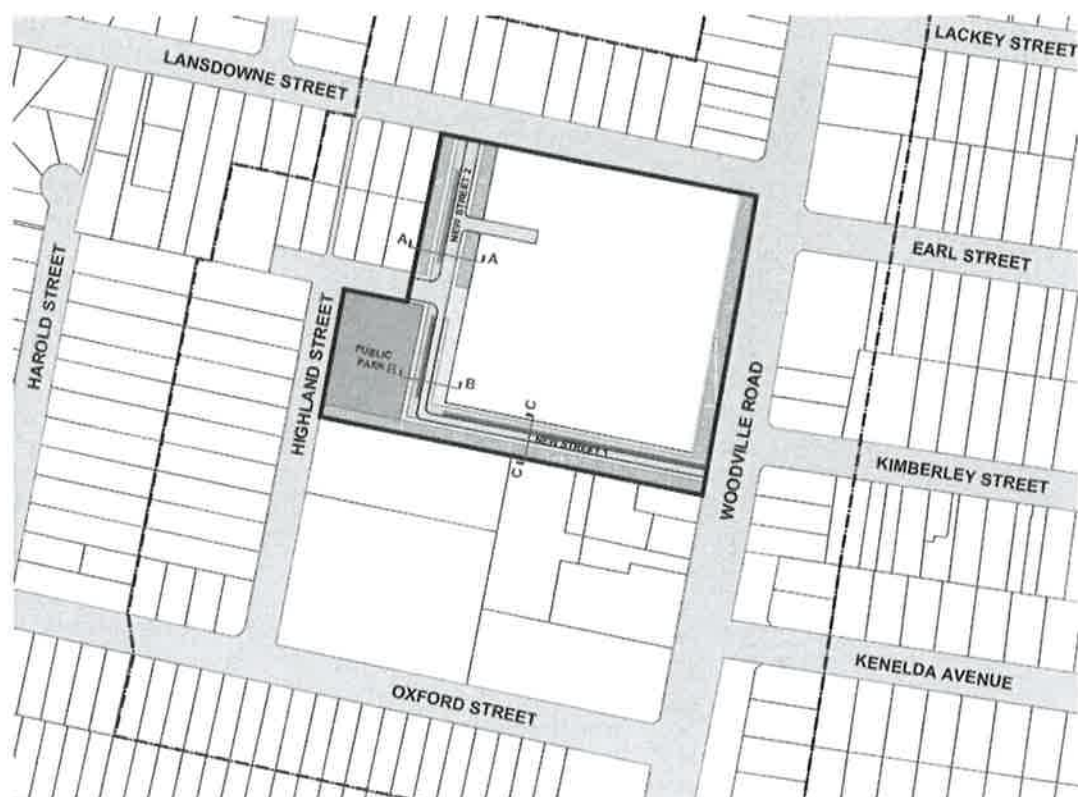 LACKEY STREET
LANSDOWNE STREET
NEW STREET 2
A
A
EARL STREET
HAROLD STREET
HIGHLAND STREET
PUBLIC
PARK
B
C
NEW STREET 1
C
WOODVILLE ROAD
KIMBERLEY STREET
KENELDA AVENUE
OXFORD STREET